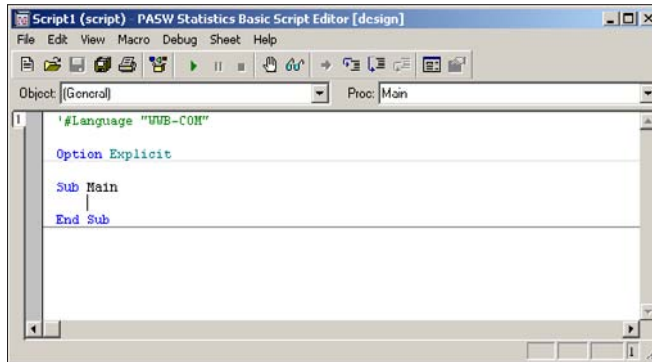 Script1 (script) - PASW Statistics Basic Script Editor [design]
File Edit View Macro Debug Sheet Help
Object: (General) Proc: Main
1
'#Language "WWB-COM"
Option Explicit
Sub Main
End Sub
1